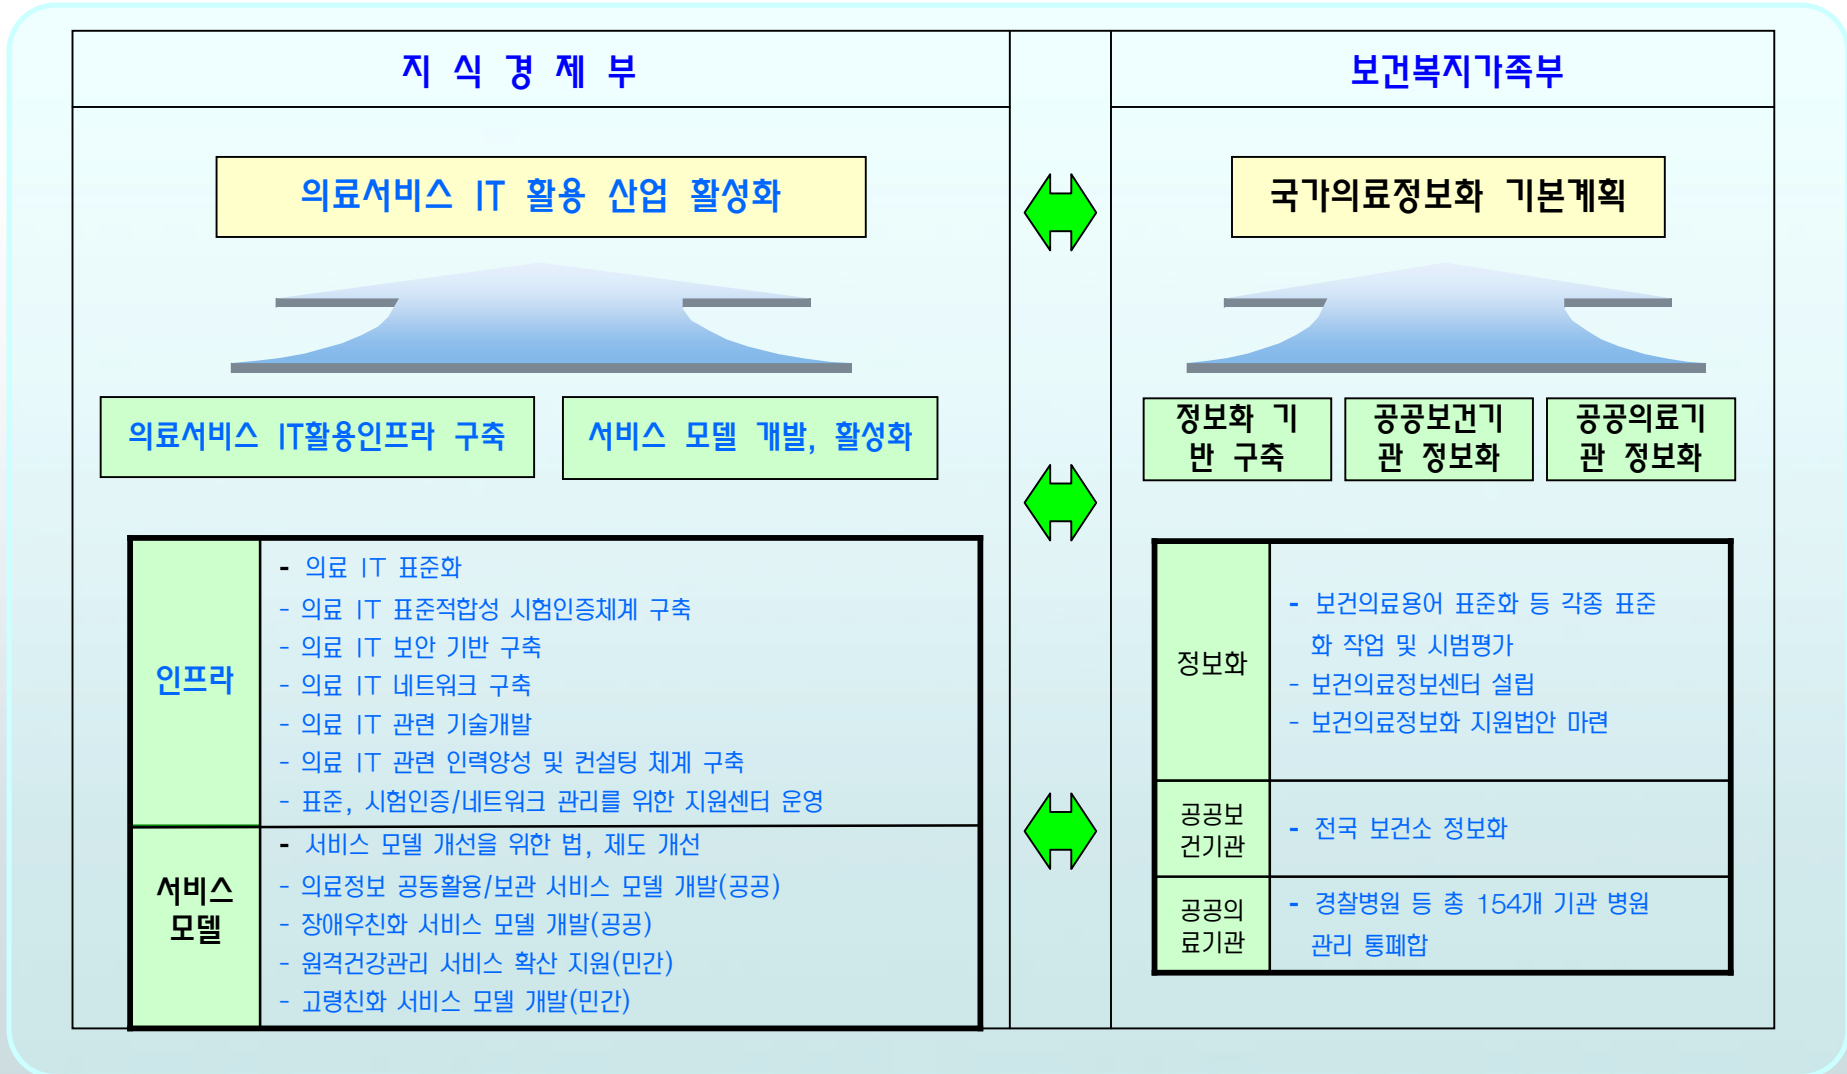 지 식 경 제 부
의료서비스 IT 활용 산업 활성화
의료서비스 IT활용인프라 구축
서비스 모델 개발, 활성화
인프라
- 의료 IT 표준화
- 의료 IT 표준적합성 시험인증체계 구축
- 의료 IT 보안 기반 구축
- 의료 IT 네트워크 구축
- 의료 IT 관련 기술개발
- 의료 IT 관련 인력양성 및 컨설팅 체계 구축
- 표준, 시험인증/네트워크 관리를 위한 지원센터 운영
서비스
모델
- 서비스 모델 개선을 위한 법, 제도 개선
- 의료정보 공동활용/보관 서비스 모델 개발(공공)
- 장애우친화 서비스 모델 개발(공공)
- 원격건강관리 서비스 확산 지원(민간)
- 고령친화 서비스 모델 개발(민간)
보건복지가족부
국가의료정보화 기본계획
정보화 기
반 구축
공공보건기
관 정보화
공공의료기
관 정보화
정보화
- 보건의료용어 표준화 등 각종 표준
화 작업 및 시범평가
- 보건의료정보센터 설립
- 보건의료정보화 지원법안 마련
공공보
건기관
- 전국 보건소 정보화
공공의
료기관
- 경찰병원 등 총 154개 기관 병원
관리 통폐합